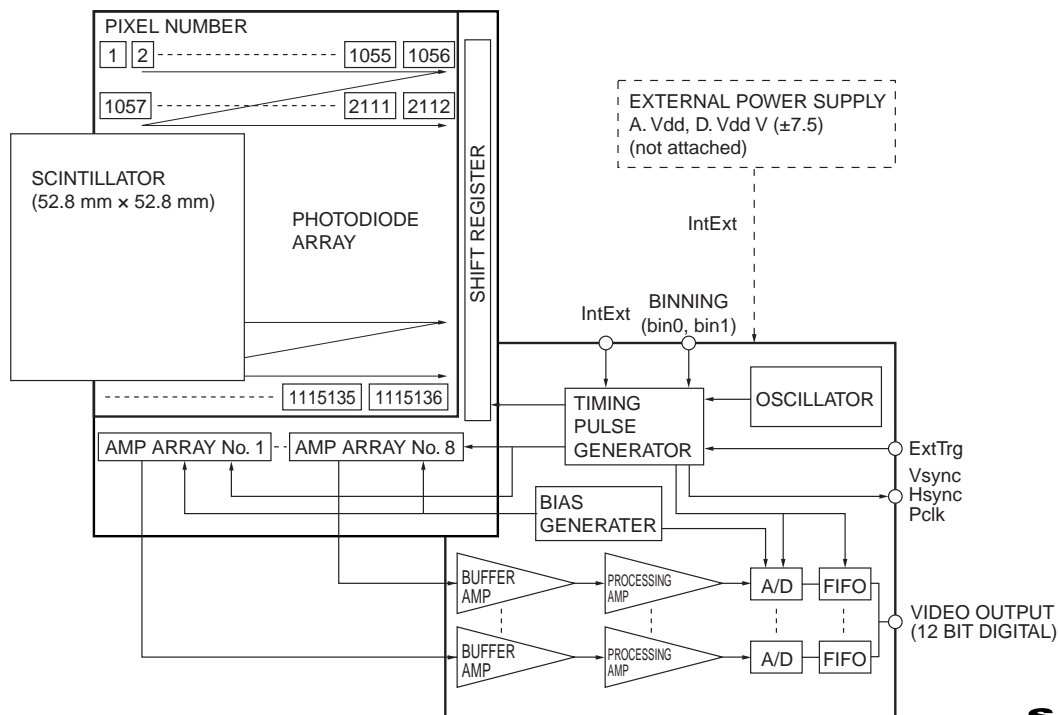 PIXEL NUMBER
1 2 1055 1056
1057 2111 2112
EXTERNAL POWER SUPPLY
A. Vdd, D. Vdd V (±7.5)
(not attached)
SCINTILLATOR
(52.8 mm × 52.8 mm)
PHOTODIODE
ARRAY
SHIFT REGISTER
IntExt
IntExt
BINNING
(bin0, bin1)
1115135 1115136
TIMING
PULSE
GENERATOR
OSCILLATOR
AMP ARRAY No. 1 AMP ARRAY No. 8
ExtTrg
Vsync
Hsync
Pclk
BIAS
GENERATER
BUFFER
AMP
PROCESSING
AMP
A/D
FIFO
VIDEO OUTPUT
(12 BIT DIGITAL)
BUFFER
AMP
PROCESSING
AMP
A/D
FIFO